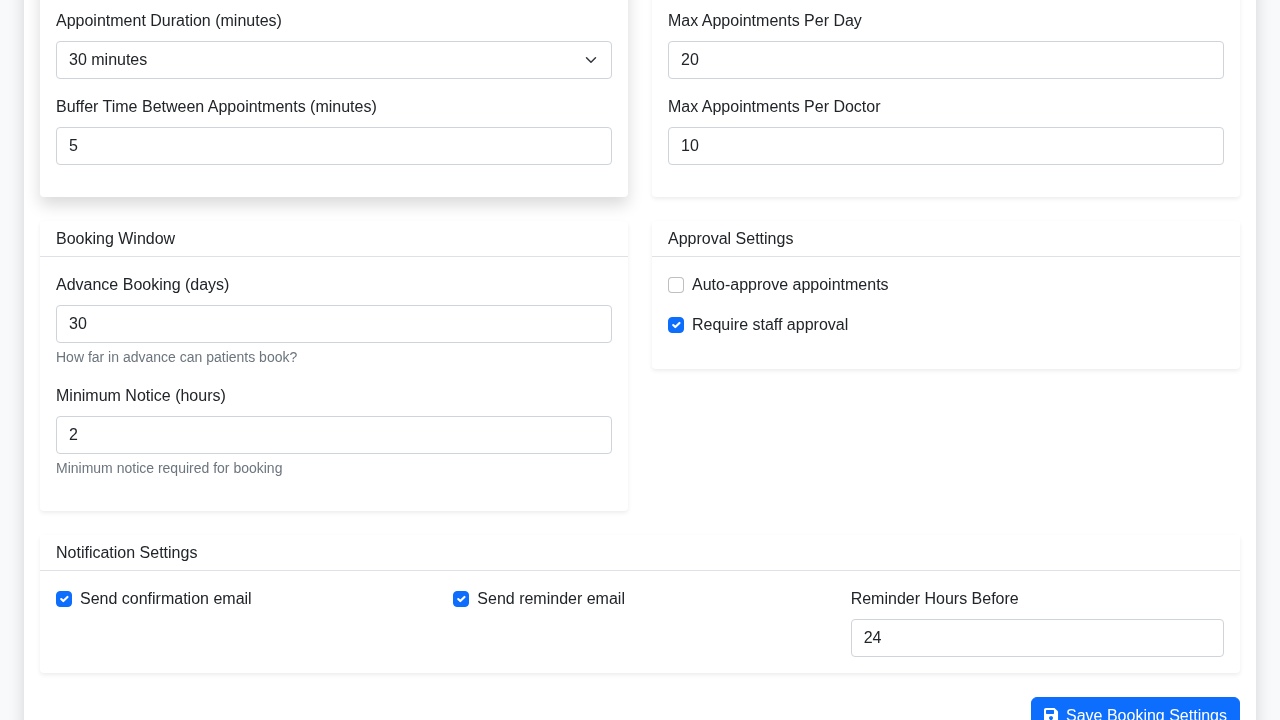 Appointment Duration (minutes)
30 minutes
Buffer Time Between Appointments (minutes)
5
Max Appointments Per Day
20
Max Appointments Per Doctor
10
Booking Window
Advance Booking (days)
30
How far in advance can patients book?
Minimum Notice (hours)
2
Minimum notice required for booking
Approval Settings
Auto-approve appointments
Require staff approval
Notification Settings
Send confirmation email
Send reminder email
Reminder Hours Before
24
Save Booking Settings